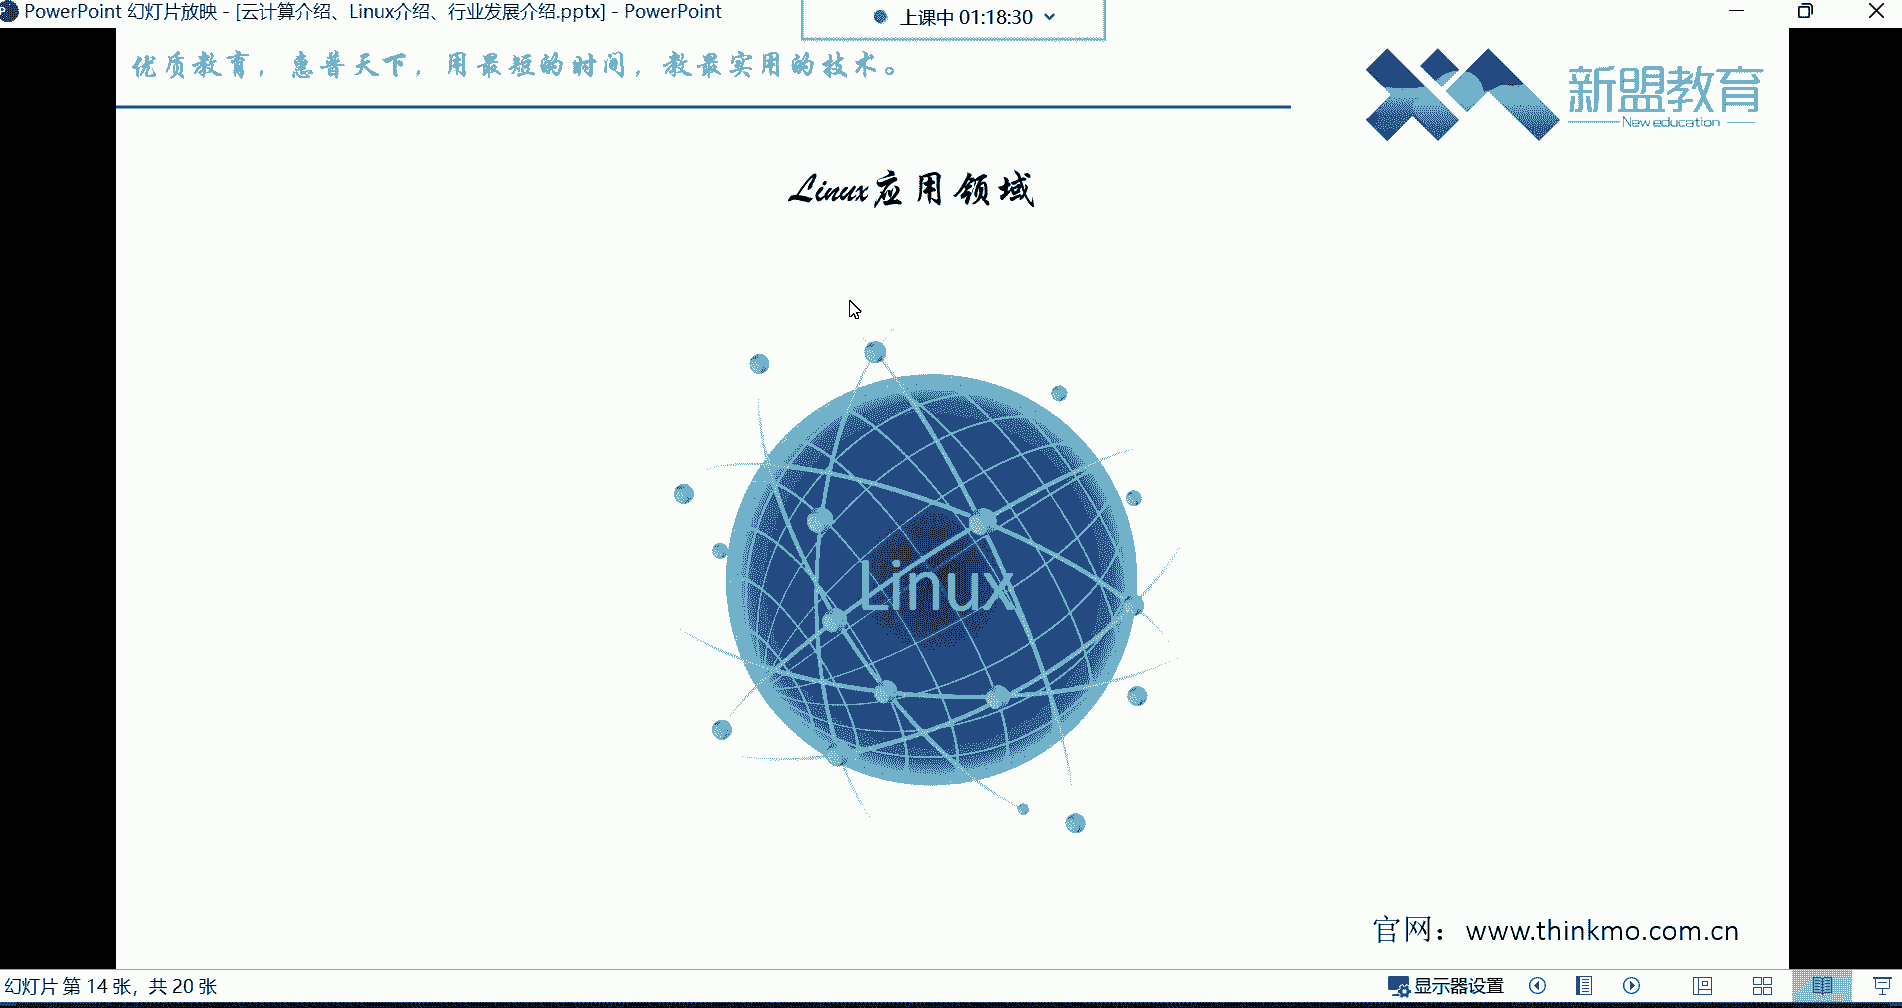 PowerPoint 幻灯片放映 - [云计算介绍、Linux介绍、行业发展介绍.pptx] - PowerPoint
上课中 01:18:30
优质教育，惠普天下，用最短的时间，教最实用的技术。
新盟教育
New education
Linux应用领域
Linux
官网：www.thinkmo.com.cn
幻灯片 第 14 张，共 20 张
显示器设置